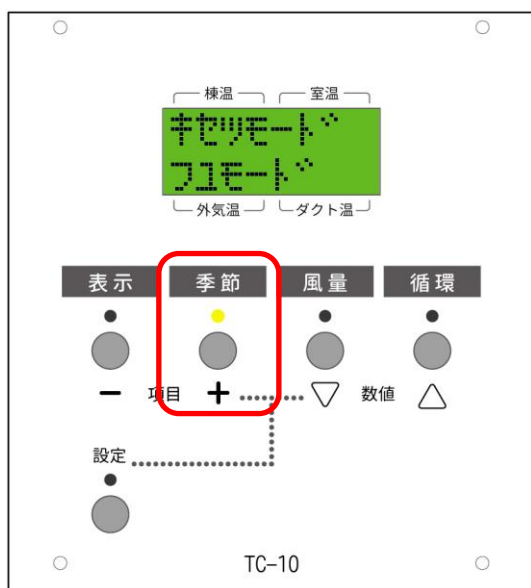 棟温 室温
キセツモード
フユモード
外気温 ダクト温
表示 季節 風量 循環
− 項目 + ▽ 数値 △
設定
TC-10